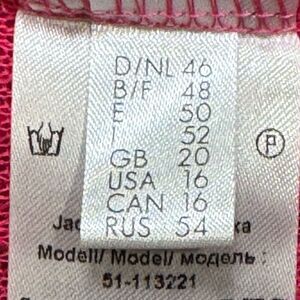 D/NL 46
B/F 48
E 50
I 52
GB 20
USA 16
CAN 16
RUS 54
P
Modell/ Model/ модель :
51-113221